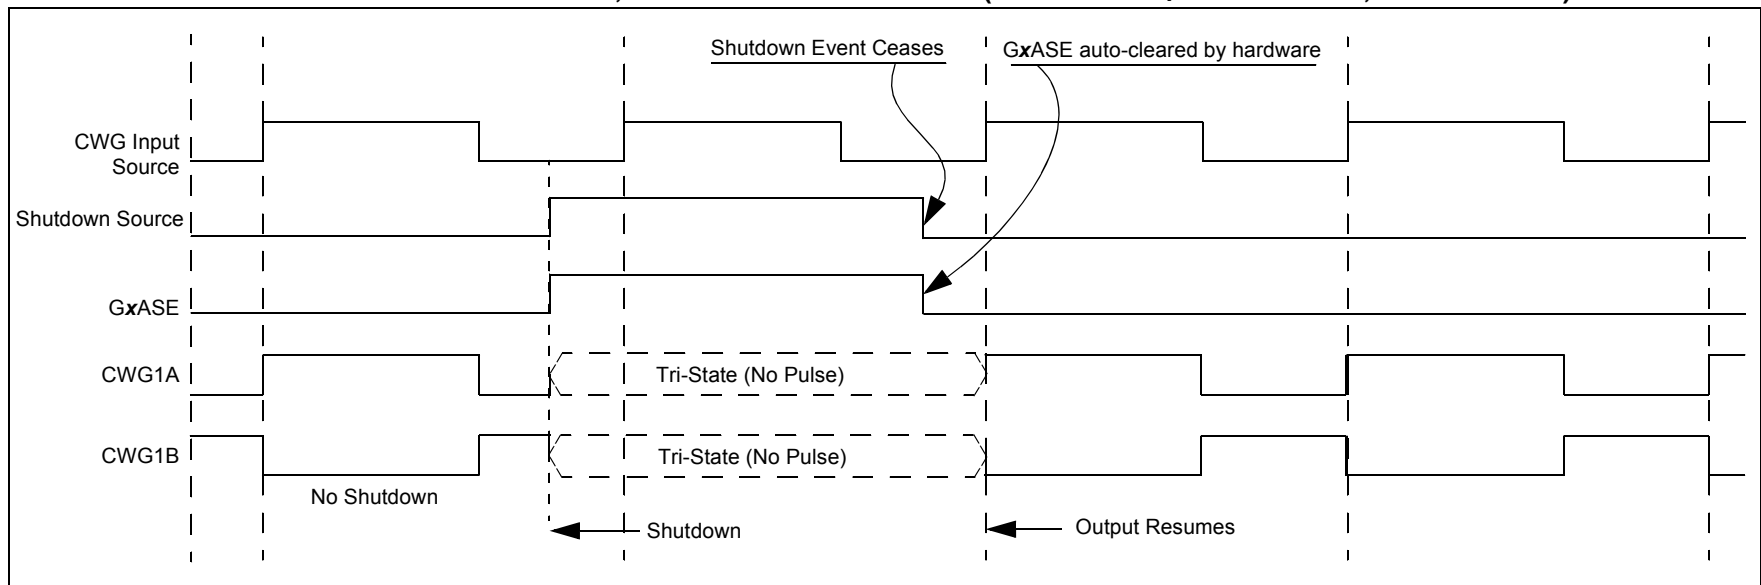 Shutdown Event Ceases
GxASE auto-cleared by hardware
CWG Input
Source
Shutdown Source
GxASE
CWG1A
Tri-State (No Pulse)
CWG1B
Tri-State (No Pulse)
No Shutdown
Shutdown
Output Resumes